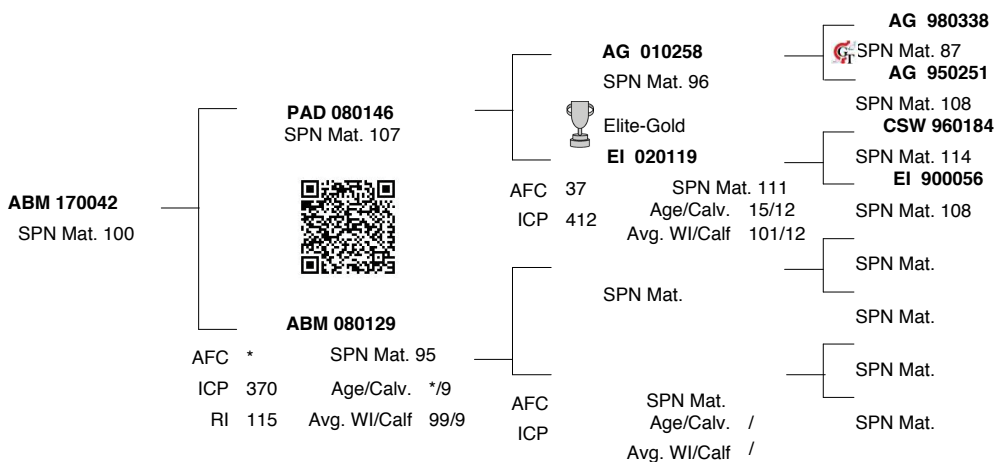 AG 980338
AG 010258
GT SPN Mat. 87
SPN Mat. 96
AG 950251
PAD 080146
SPN Mat. 108
SPN Mat. 107
Elite-Gold
CSW 960184
EI 020119
SPN Mat. 114
AFC 37 SPN Mat. 111
EI 900056
ABM 170042
ICP 412 Age/Calv. 15/12
SPN Mat. 108
SPN Mat. 100
Avg. WI/Calf 101/12
SPN Mat.
SPN Mat.
SPN Mat.
ABM 080129
AFC * SPN Mat. 95
SPN Mat.
ICP 370 Age/Calv. */9
AFC SPN Mat.
RI 115 Avg. WI/Calf 99/9
ICP Age/Calv. /
SPN Mat.
Avg. WI/Calf /